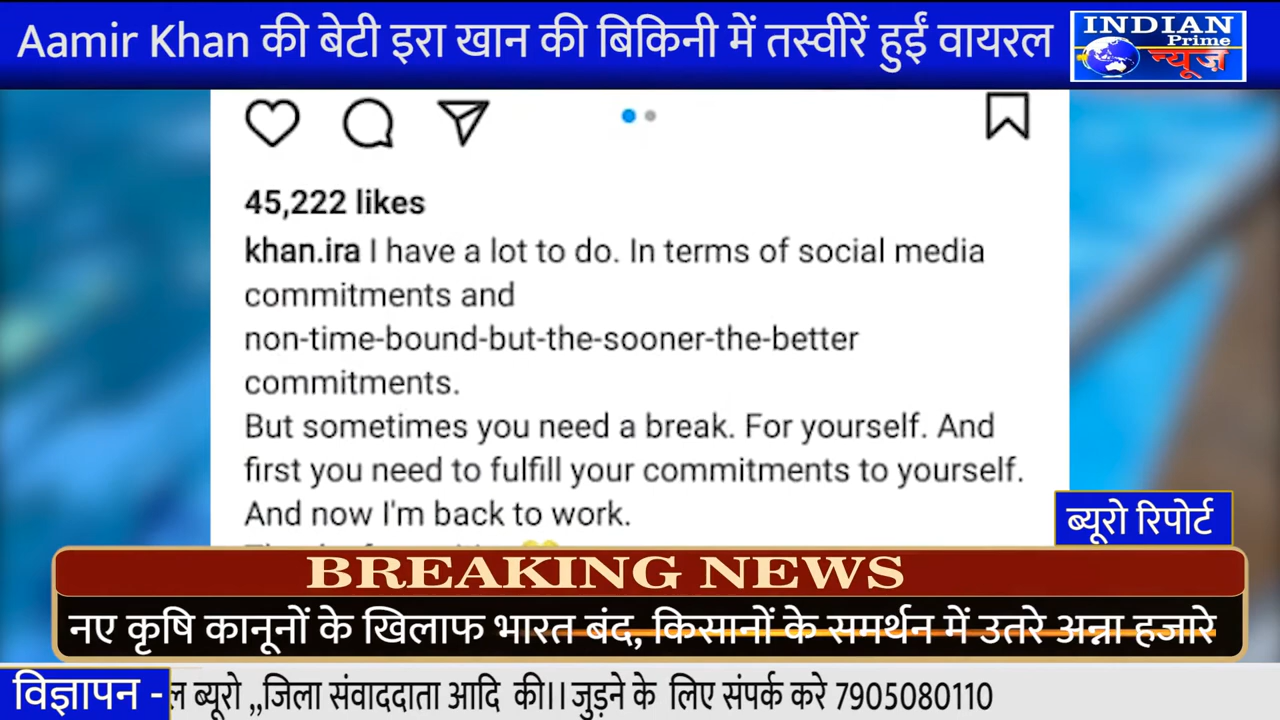 Aamir Khan की बेटी इरा खान की बिकिनी में तस्वीरें हुईं वायरल
INDIAN
Prime
न्यूज़
45,222 likes
khan.ira I have a lot to do. In terms of social media
commitments and
non-time-bound-but-the-sooner-the-better
commitments.
But sometimes you need a break. For yourself. And
first you need to fulfill your commitments to yourself.
And now I'm back to work.
ब्यूरो रिपोर्ट
BREAKING NEWS
नए कृषि कानूनों के खिलाफ भारत बंद, किसानों के समर्थन में उतरे अन्ना हजारे
विज्ञापन -
ल ब्यूरो ,,जिला संवाददाता आदि की।। जुड़ने के लिए संपर्क करे 7905080110